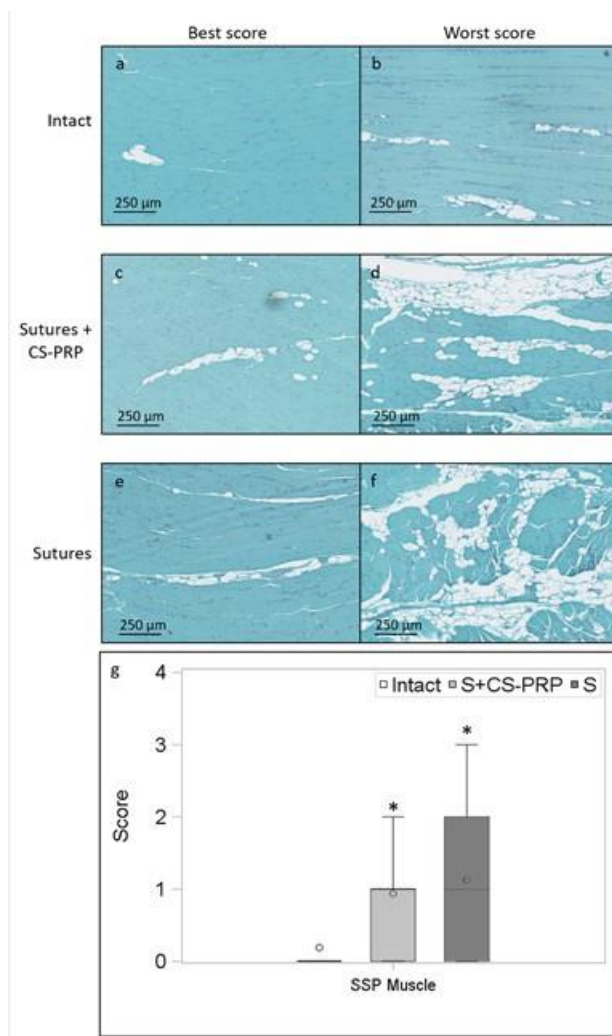 Best score Worst score
a b
Intact
250 µm 250 µm
c d
Sutures +
CS-PRP
250 µm 250 µm
e f
Sutures
250 µm 250 µm
g
Intact S+CS-PRP S
4
3
2
1
0
Score
* *
SSP Muscle